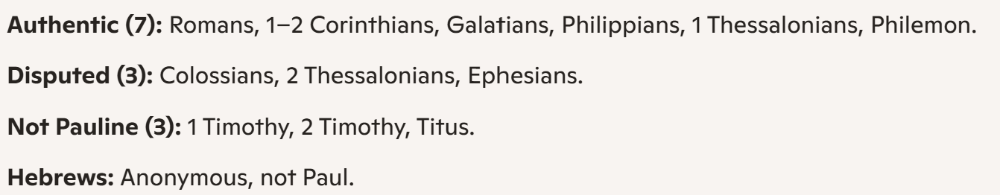 Authentic (7): Romans, 1–2 Corinthians, Galatians, Philippians, 1 Thessalonians, Philemon.
Disputed (3): Colossians, 2 Thessalonians, Ephesians.
Not Pauline (3): 1 Timothy, 2 Timothy, Titus.
Hebrews: Anonymous, not Paul.